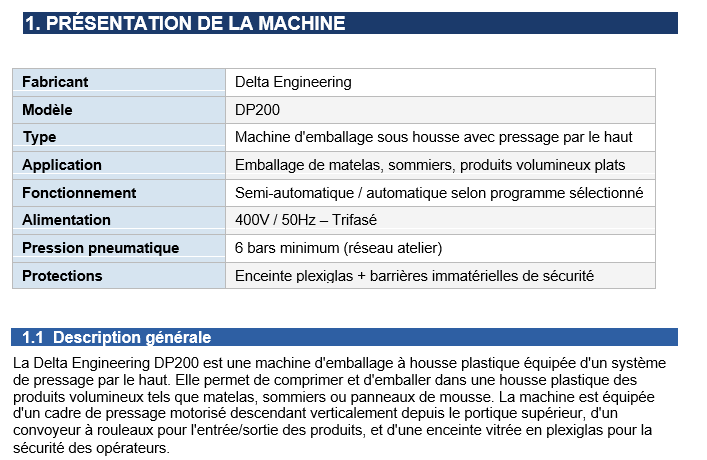 1. PRÉSENTATION DE LA MACHINE
Fabricant Delta Engineering
Modèle DP200
Type Machine d'emballage sous housse avec pressage par le haut
Application Emballage de matelas, sommiers, produits volumineux plats
Fonctionnement Semi-automatique / automatique selon programme sélectionné
Alimentation 400V / 50Hz – Trifasé
Pression pneumatique 6 bars minimum (réseau atelier)
Protections Enceinte plexiglas + barrières immatérielles de sécurité
1.1 Description générale
La Delta Engineering DP200 est une machine d'emballage à housse plastique équipée d'un système
de pressage par le haut. Elle permet de comprimer et d'emballer dans une housse plastique des
produits volumineux tels que matelas, sommiers ou panneaux de mousse. La machine est équipée
d'un cadre de pressage motorisé descendant verticalement depuis le portique supérieur, d'un
convoyeur à rouleaux pour l'entrée/sortie des produits, et d'une enceinte vitrée en plexiglas pour la
sécurité des opérateurs.